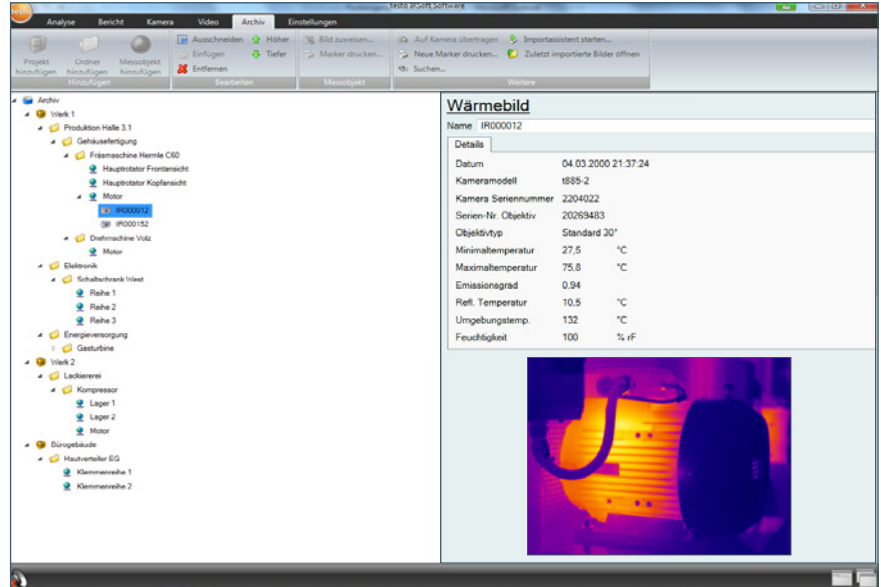 testo IRSoft Software
testo
Analyse Bericht Kamera Video Archiv Einstellungen
Projekt hinzufügen
Ordner hinzufügen
Messobjekt hinzufügen
Hinzufügen
Ausschneiden Höher
Einfügen Tiefer
Entfernen
Bearbeiten
Bild zuweisen...
Marker drucken...
Messobjekt
Auf Kamera übertragen Importassistent starten...
Neue Marker drucken... Zuletzt importierte Bilder öffnen
Suchen...
Weitere
Archiv
Werk 1
Produktion Halle 3.1
Gehäusefertigung
Fräsmaschine Hermle C60
Hauptrotator Frontansicht
Hauptrotator Kopfansicht
Motor
IR000012
IR000152
Drehmaschine Volz
Motor
Elektronik
Schaltschrank West
Reihe 1
Reihe 2
Reihe 3
Energieversorgung
Gasturbine
Werk 2
Lackiererei
Kompressor
Lager 1
Lager 2
Motor
Bürogebäude
Hautverteiler EG
Klemmenreihe 1
Klemmenreihe 2
Wärmebild
Name IR000012
Details
Datum 04.03.2000 21:37:24
Kameramodell t885-2
Kamera Seriennummer 2204022
Serien-Nr. Objektiv 20269483
Objektivtyp Standard 30°
Minimaltemperatur 27,5 °C
Maximaltemperatur 75,8 °C
Emissionsgrad 0,94
Refl. Temperatur 10,5 °C
Umgebungstemp. 132 °C
Feuchtigkeit 100 % rF